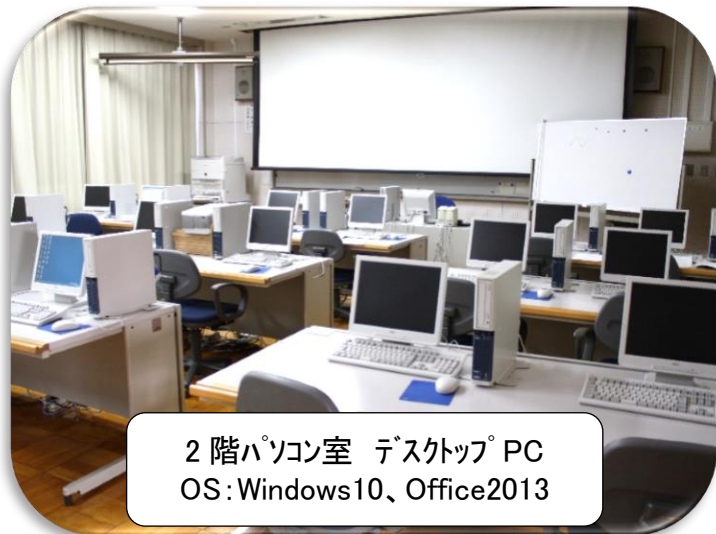 2 階ﾊﾟｿｺﾝ室　ﾃﾞｽｸﾄｯﾌﾟ PC
OS：Windows10、Office2013